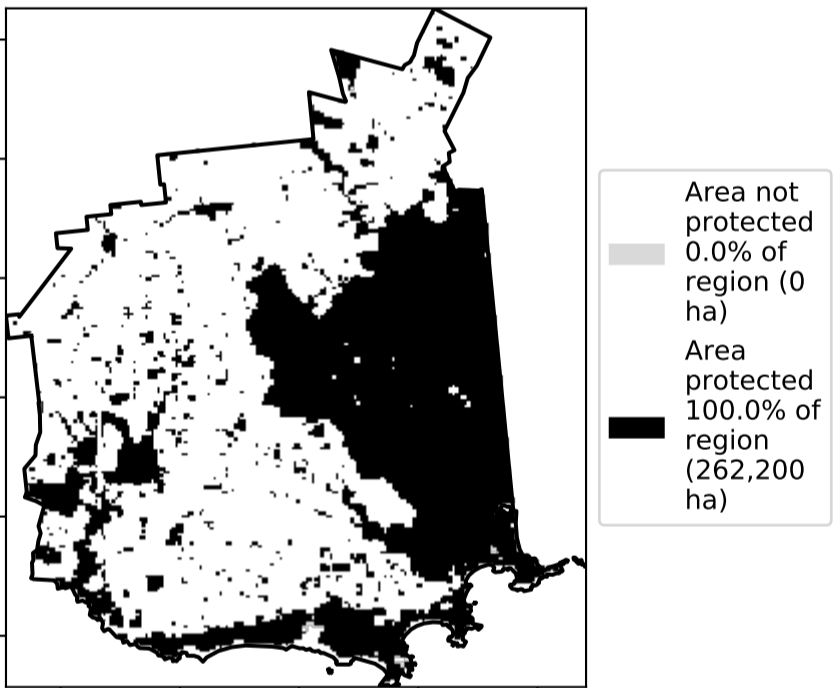 Area not
protected
0.0% of
region (0
ha)
Area
protected
100.0% of
region
(262,200
ha)